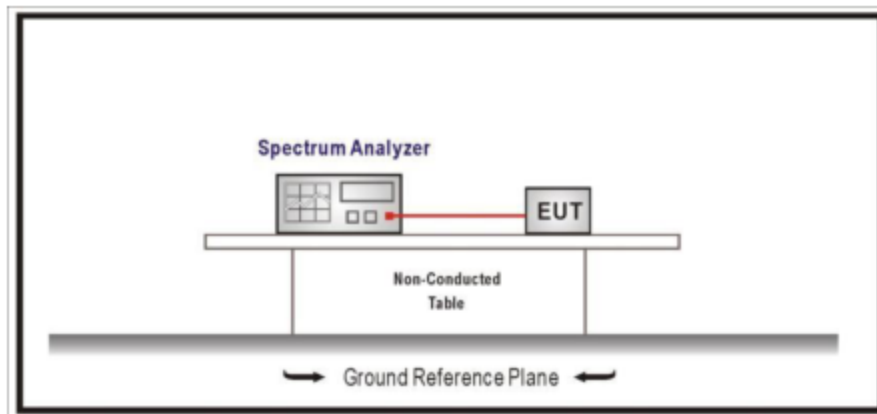 Spectrum Analyzer
EUT
Non-Conducted
Table
Ground Reference Plane